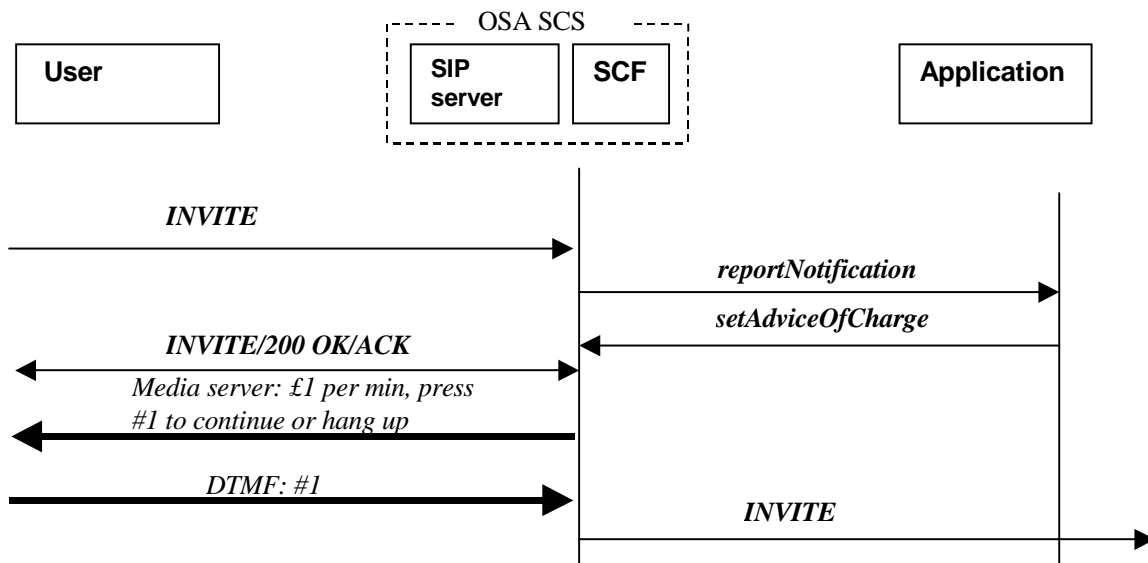 OSA SCS
User
SIP
server
SCF
Application
INVITE
reportNotification
setAdviceOfCharge
INVITE/200 OK/ACK
Media server: £1 per min, press
#1 to continue or hang up
DTMF: #1
INVITE